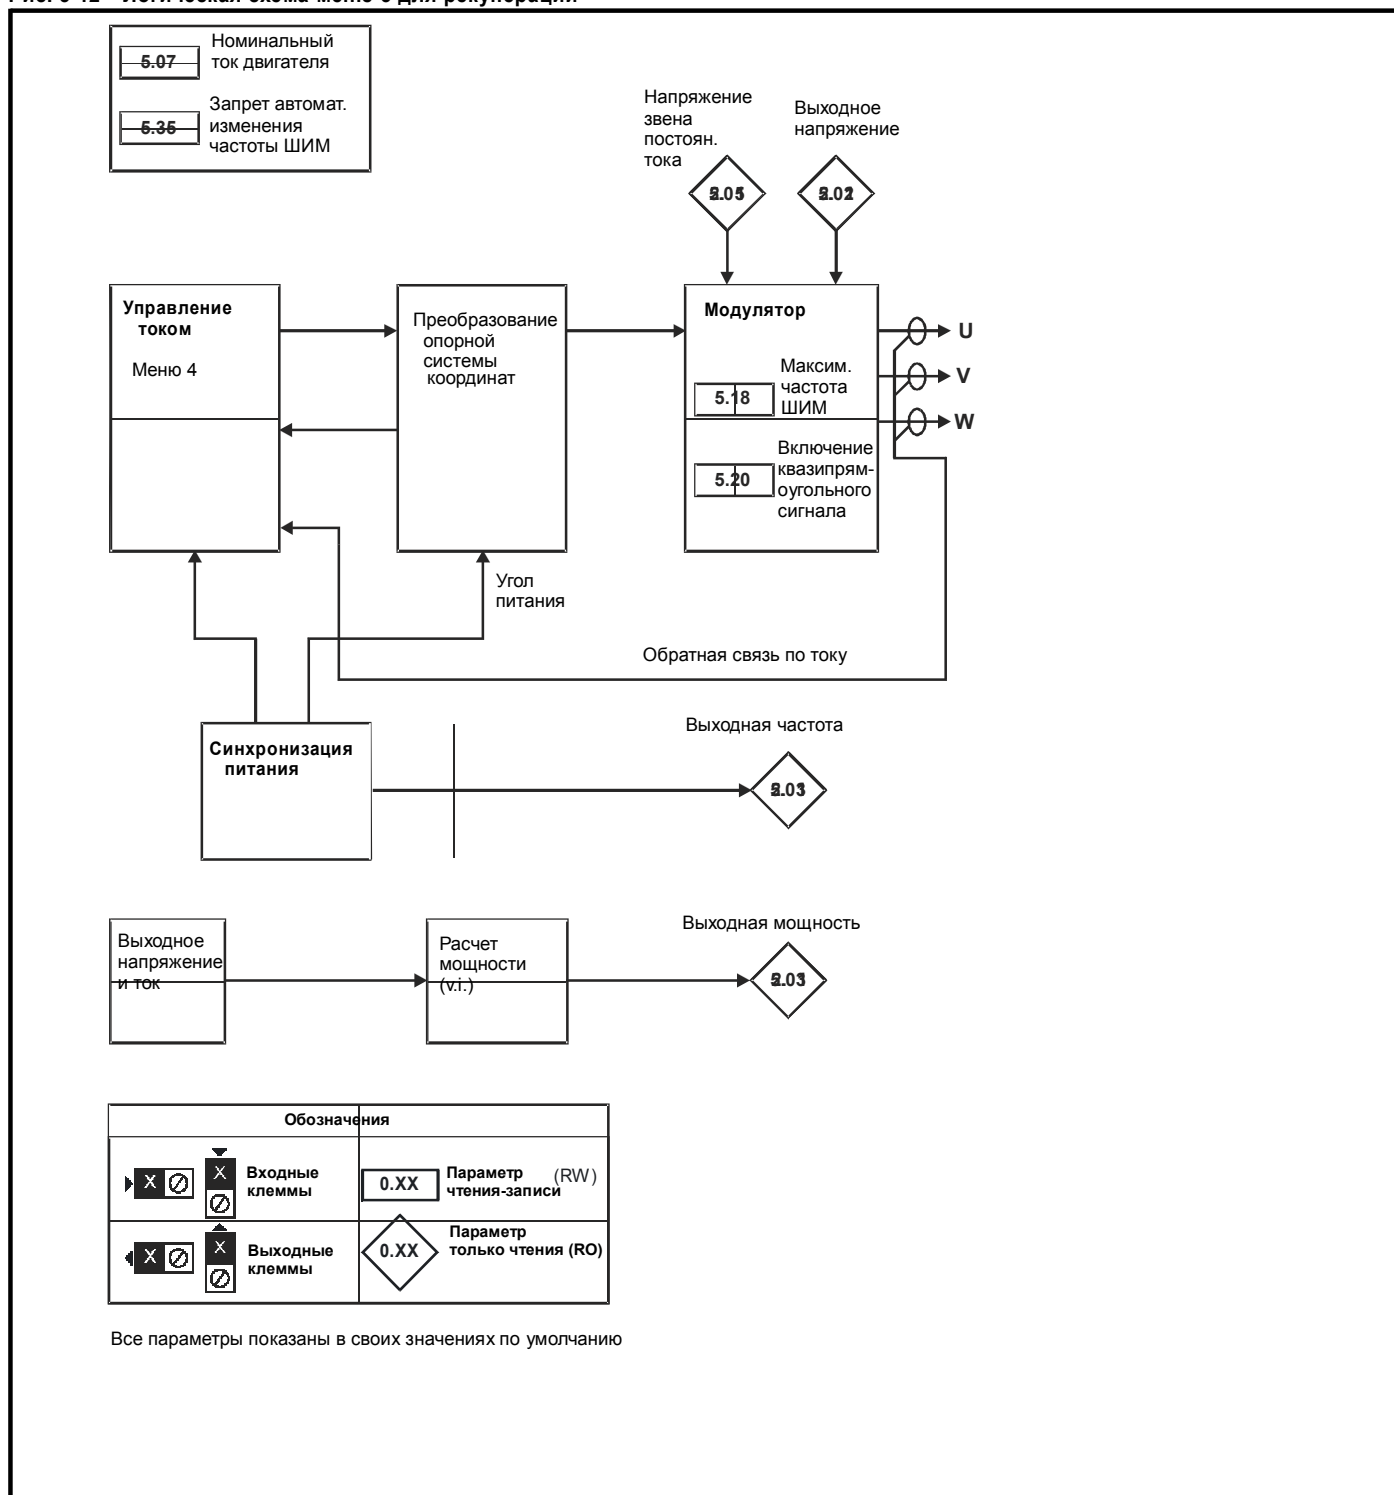 5.07
Номинальный
ток двигателя
5.35
Запрет автомат.
изменения
частоты ШИМ
Напряжение
звена
постоян.
тока
Выходное
напряжение
Управление
током
Меню 4
Преобразование
опорной
системы
координат
Модулятор
5.18
Максим.
частота
ШИМ
5.20
Включение
квазипрям-
оугольного
сигнала
U
V
W
Угол
питания
Обратная связь по току
Синхронизация
питания
Выходная частота
Выходное
напряжение
и ток
Расчет
мощности
(v.i.)
Выходная мощность
Обозначения
X
X
Входные
клеммы
0.XX
Параметр (RW)
чтения-записи
X
X
Выходные
клеммы
0.XX
Параметр
только чтения (RO)
Все параметры показаны в своих значениях по умолчанию